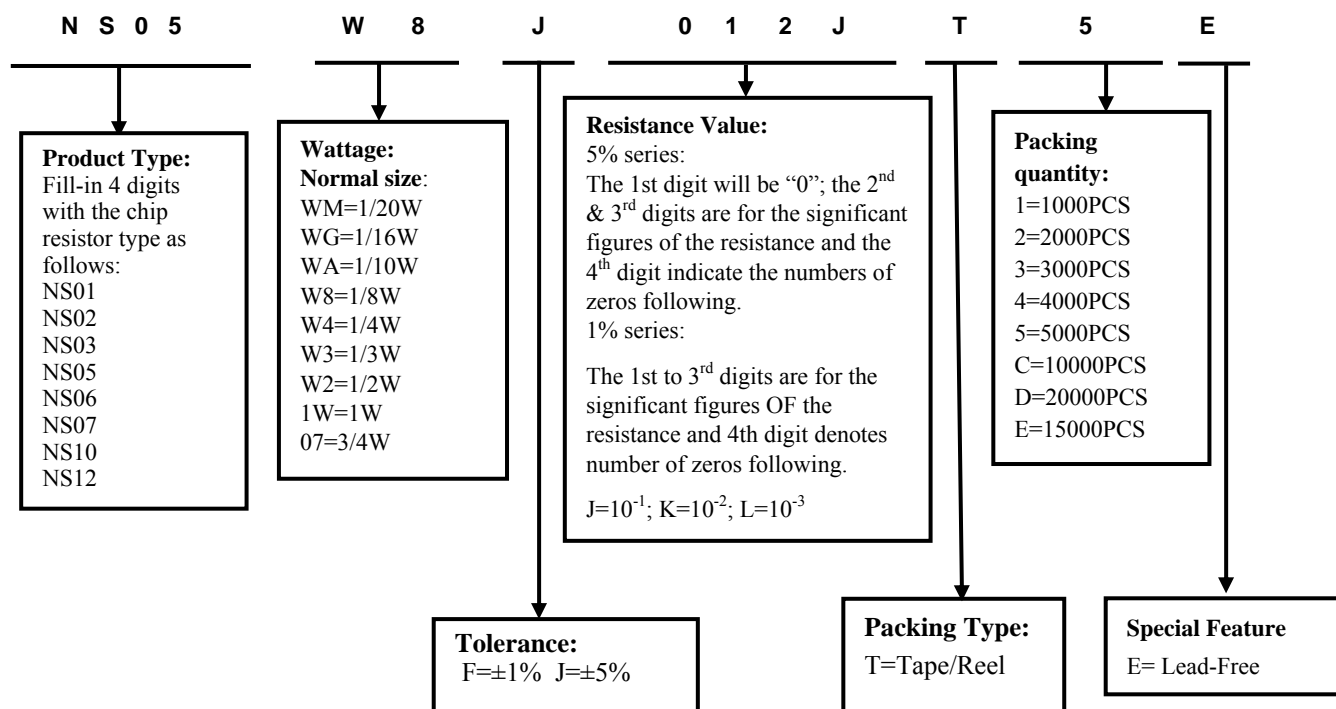 N S 0 5 W 8 J 0 1 2 J T 5 E
Product Type:
Fill-in 4 digits
with the chip
resistor type as
follows:
NS01
NS02
NS03
NS05
NS06
NS07
NS10
NS12
Wattage:
Normal size:
WM=1/20W
WG=1/16W
WA=1/10W
W8=1/8W
W4=1/4W
W3=1/3W
W2=1/2W
1W=1W
07=3/4W
Resistance Value:
5% series:
The 1st digit will be “0”; the 2nd
& 3rd digits are for the significant
figures of the resistance and the
4th digit indicate the numbers of
zeros following.
1% series:
The 1st to 3rd digits are for the
significant figures OF the
resistance and 4th digit denotes
number of zeros following.
J=10-1; K=10-2; L=10-3
Packing
quantity:
1=1000PCS
2=2000PCS
3=3000PCS
4=4000PCS
5=5000PCS
C=10000PCS
D=20000PCS
E=15000PCS
Tolerance:
F=±1% J=±5%
Packing Type:
T=Tape/Reel
Special Feature
E= Lead-Free